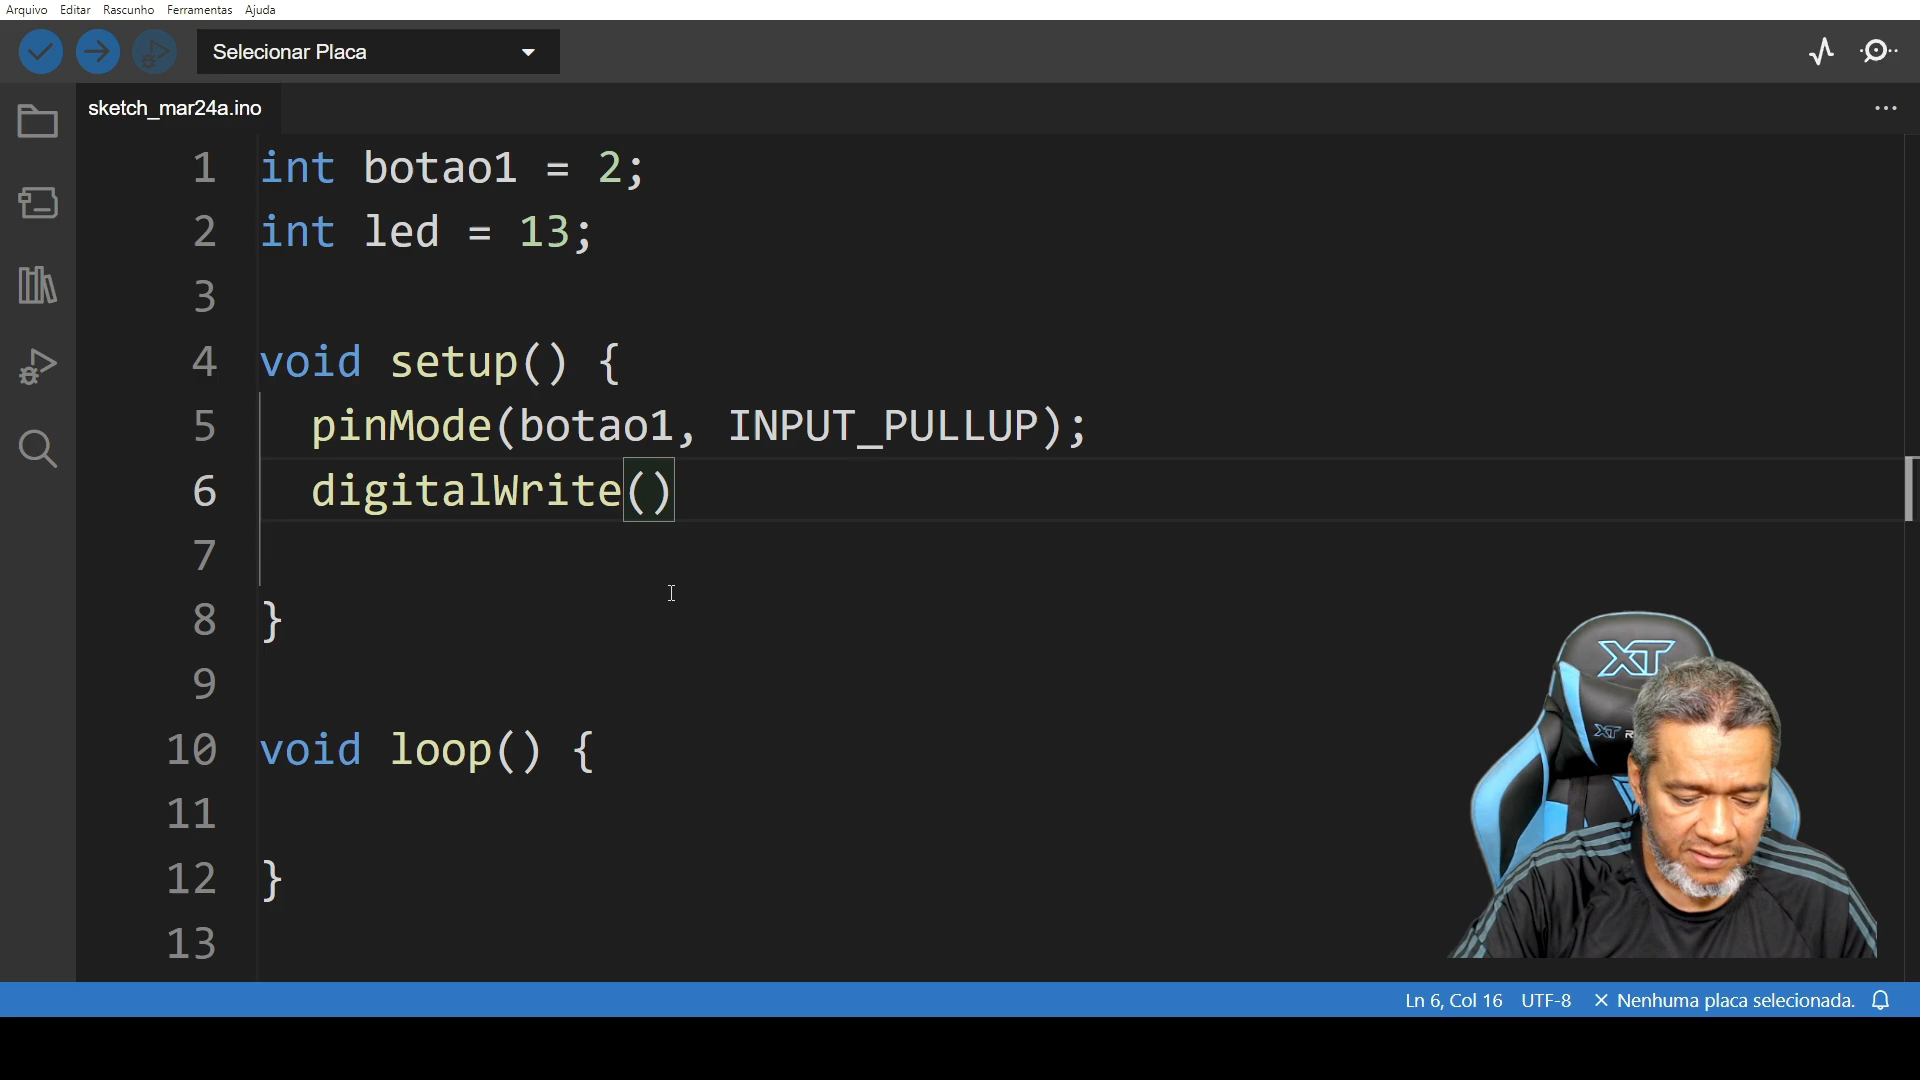 Arquivo Editar Rascunho Ferramentas Ajuda
Selecionar Placa
sketch_mar24a.ino
1 int botao1 = 2;
2 int led = 13;
3
4 void setup() {
5 pinMode(botao1, INPUT_PULLUP);
6 digitalWrite()
7
8 }
9
10 void loop() {
11
12 }
13
XT
XT R
Ln 6, Col 16 UTF-8 × Nenhuma placa selecionada.